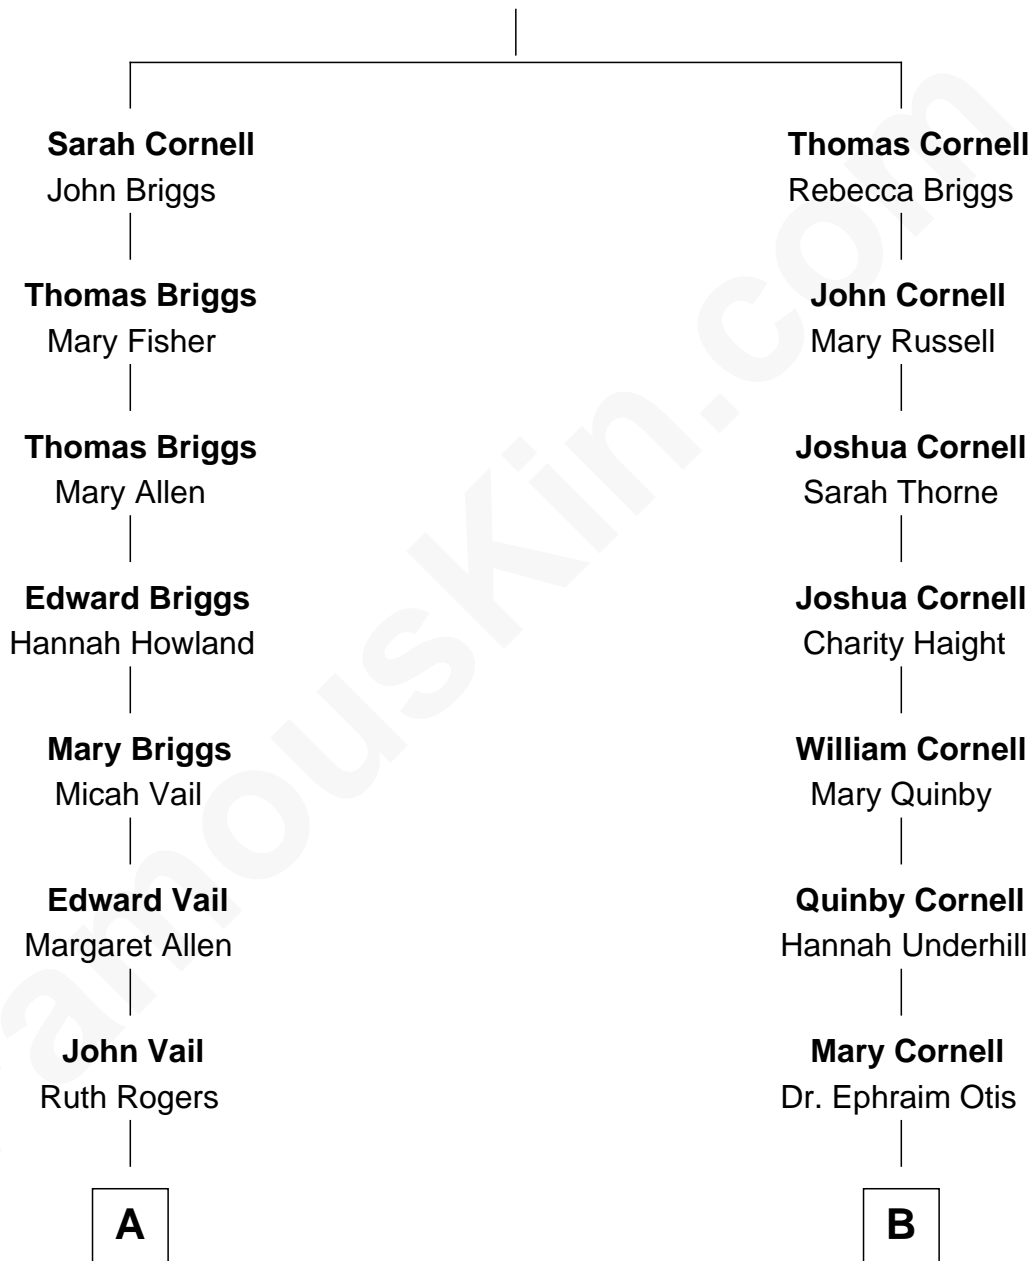 Sarah Cornell
John Briggs
Thomas Briggs
Mary Fisher
Thomas Briggs
Mary Allen
Edward Briggs
Hannah Howland
Mary Briggs
Micah Vail
Edward Vail
Margaret Allen
John Vail
Ruth Rogers
A
Thomas Cornell
Rebecca Briggs
John Cornell
Mary Russell
Joshua Cornell
Sarah Thorne
Joshua Cornell
Charity Haight
William Cornell
Mary Quinby
Quinby Cornell
Hannah Underhill
Mary Cornell
Dr. Ephraim Otis
B
amouskin.com